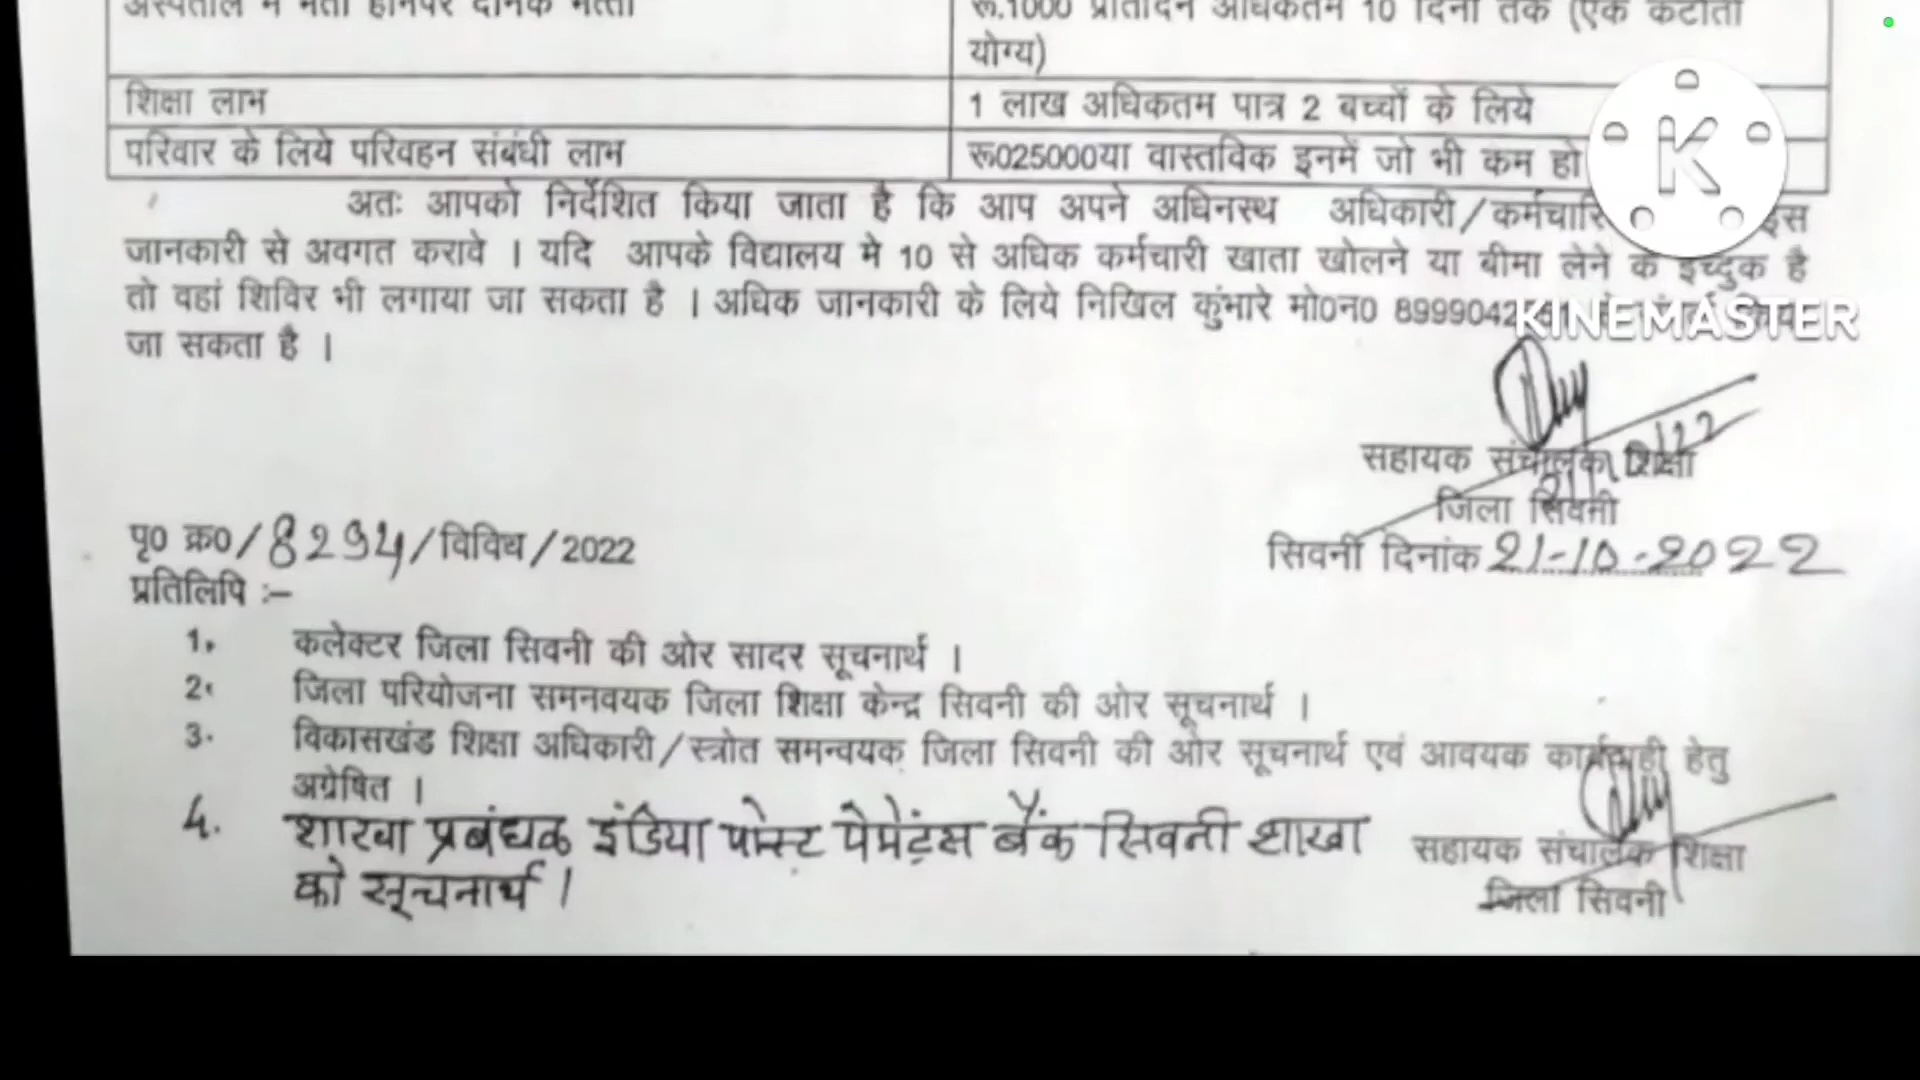 अस्पताल में भर्ती होनेपर दैनिक भत्ता
रू.1000 प्रतिदिन अधिकतम 10 दिनों तक (एक कटौती
योग्य)
शिक्षा लाभ
1 लाख अधिकतम पात्र 2 बच्चों के लिये
परिवार के लिये परिवहन संबंधी लाभ
रू025000या वास्तविक इनमें जो भी कम हो
अतः आपको निर्देशित किया जाता है कि आप अपने अधिनस्थ अधिकारी/ इस
जानकारी से अवगत करावे । यदि आपके विद्यालय मे 10 से अधिक कर्मचारी खाता खोलने या बीमा लेने के इच्दुक है
तो वहां शिविर भी लगाया जा सकता है । अधिक जानकारी के लिये निखिल कुंभारे मो0न0
KINEMASTER
जा सकता है ।
सहायक संचालक शिक्षा
जिला सिवनी
पृ0 क्र0/8294/विविध/2022
सिवनी दिनांक 21-10-2022
प्रतिलिपि :–
1. कलेक्टर जिला सिवनी की ओर सादर सूचनार्थ ।
2. जिला परियोजना समनवयक जिला शिक्षा केन्द्र सिवनी की ओर सूचनार्थ ।
3. विकासखंड शिक्षा अधिकारी/स्त्रोत समन्वयक जिला सिवनी की ओर सूचनार्थ एवं आवयक कार्यवाही हेतु
अग्रेषित ।
4. शाखा प्रबंधक इंडिया पोस्ट पेमेंट्स बैंक सिवनी शाखा
को सूचनार्थ ।
सहायक संचालक शिक्षा
जिला सिवनी